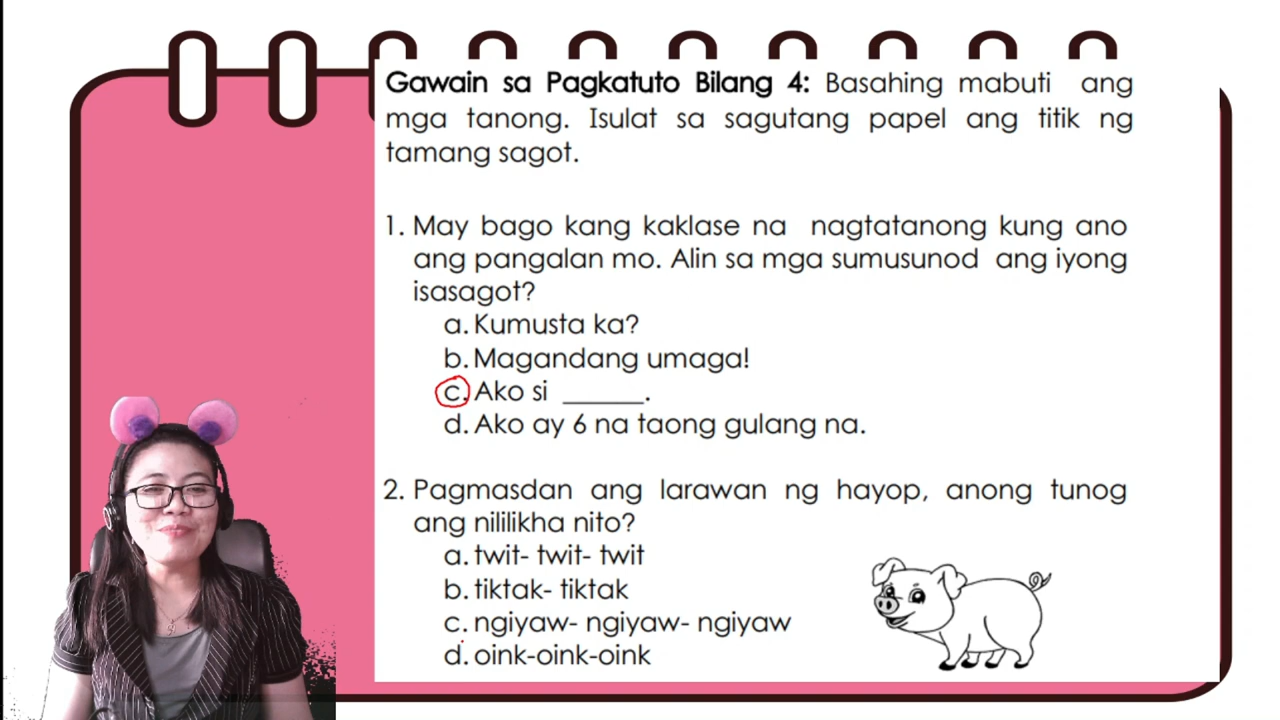 Gawain sa Pagkatuto Bilang 4: Basahing mabuti ang
mga tanong. Isulat sa sagutang papel ang titik ng
tamang sagot.
1. May bago kang kaklase na nagtatanong kung ano
ang pangalan mo. Alin sa mga sumusunod ang iyong
isasagot?
a. Kumusta ka?
b. Magandang umaga!
c. Ako si ______.
d. Ako ay 6 na taong gulang na.
2. Pagmasdan ang larawan ng hayop, anong tunog
ang nililikha nito?
a. twit- twit- twit
b. tiktak- tiktak
c. ngiyaw- ngiyaw- ngiyaw
d. oink-oink-oink